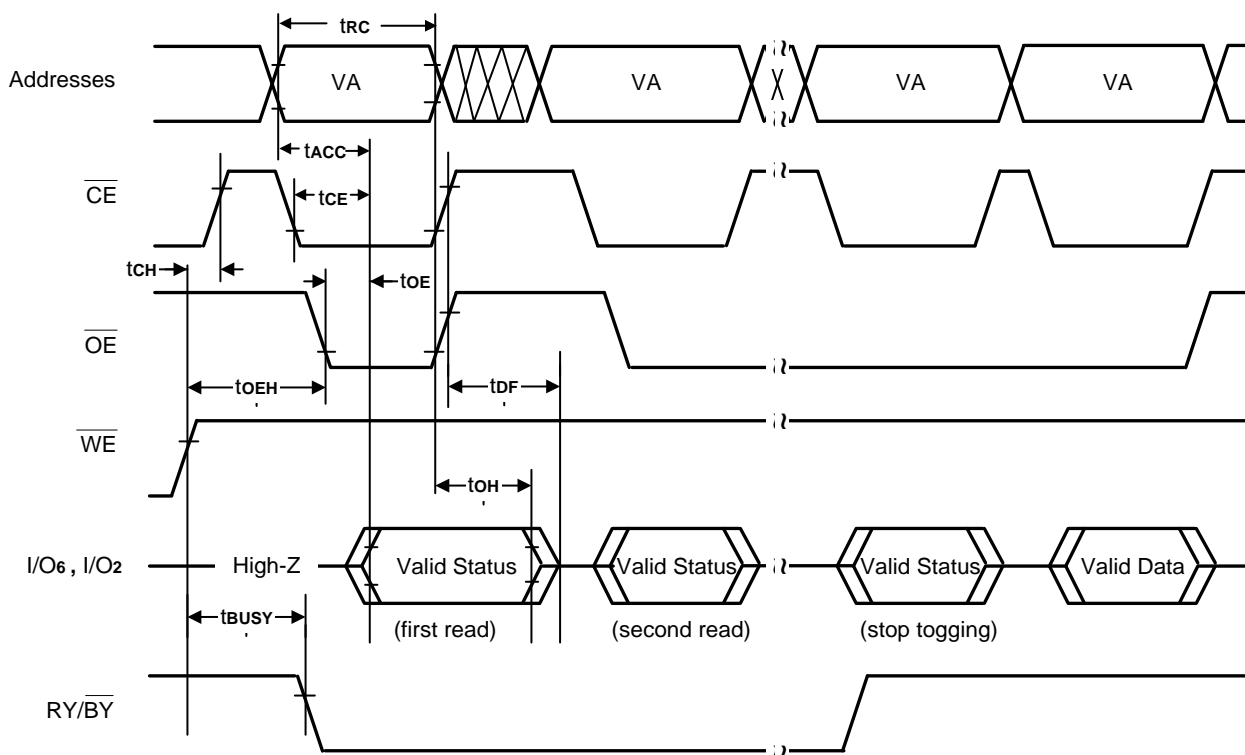 tRC
Addresses
VA
VA
VA
VA
tACC
CE
tCE
tCH
tOE
OE
tOEH
tDF
WE
tOH
I/O6 , I/O2
High-Z
Valid Status
Valid Status
Valid Status
Valid Data
tBUSY
(first read)
(second read)
(stop togging)
RY/BY